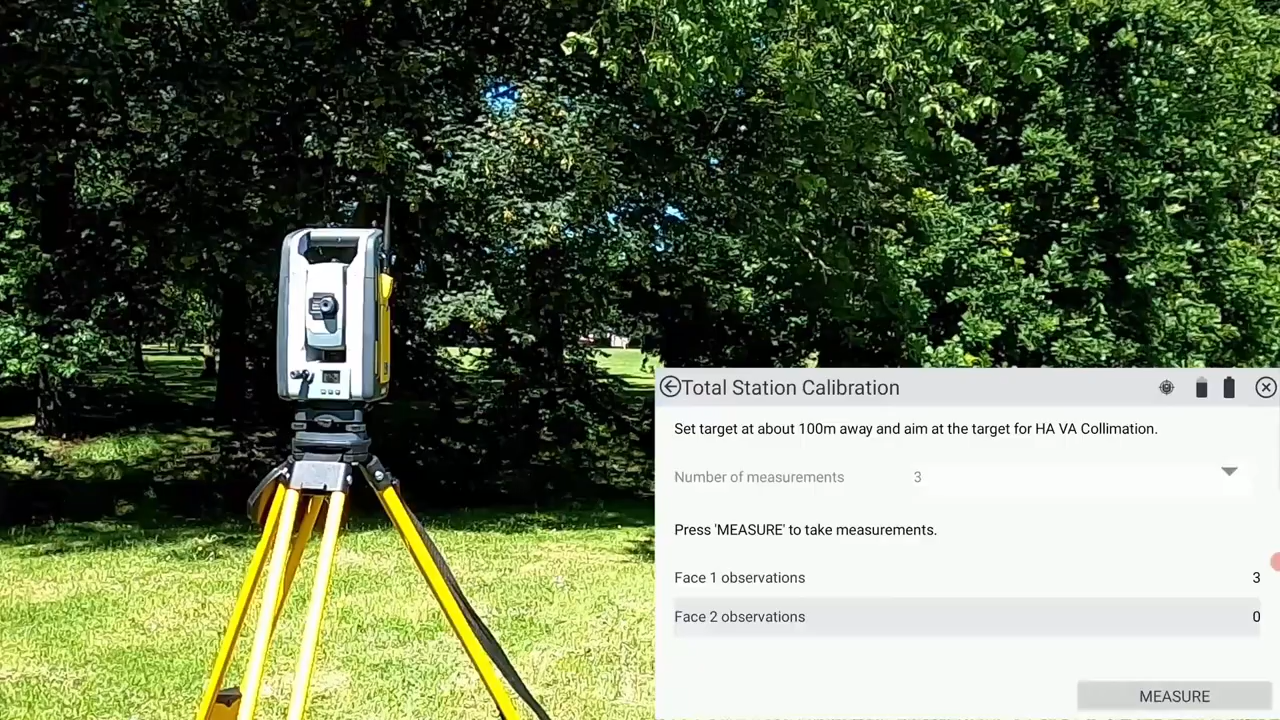 Total Station Calibration
Set target at about 100m away and aim at the target for HA VA Collimation.
Number of measurements 3
Press 'MEASURE' to take measurements.
Face 1 observations 3
Face 2 observations 0
MEASURE